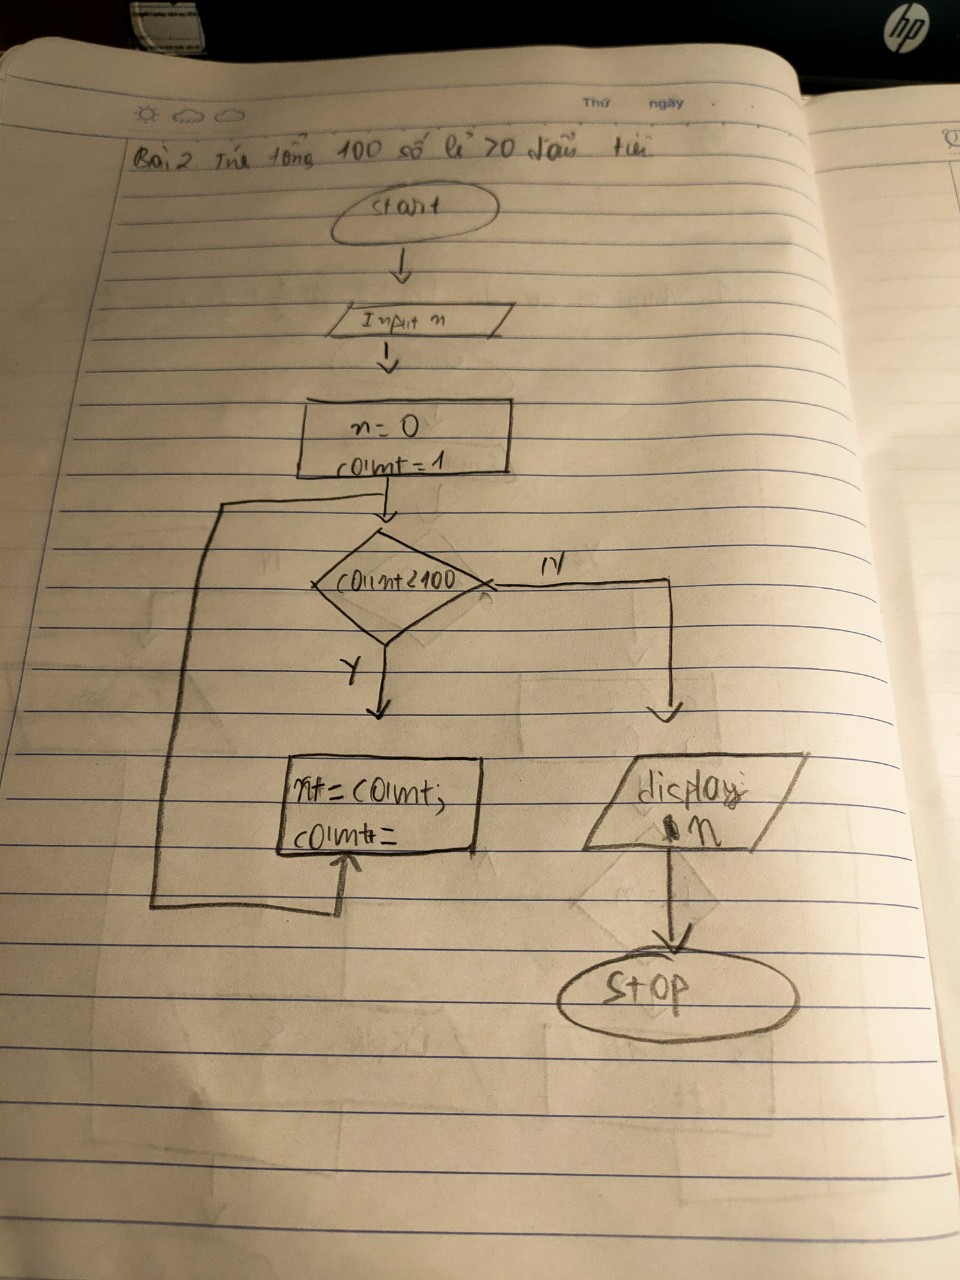 hp
Thứ ngày
Bài 2 Tính tổng 100 số lẻ >0 đầu tiên
Start
Input n
n = 0
count = 1
count < 100
N
Y
n+ = count;
count+ =
display
n
Stop